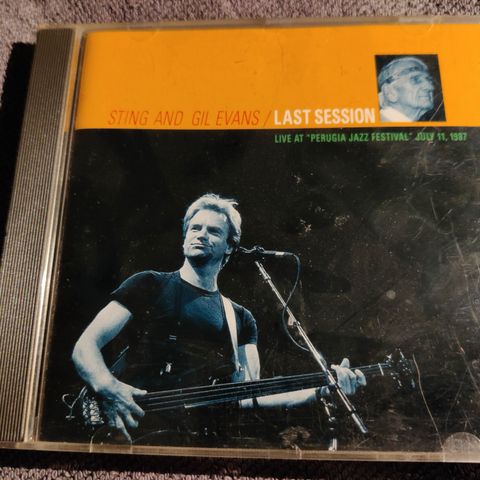 STING AND GIL EVANS / LAST SESSION
LIVE AT "PERUGIA JAZZ FESTIVAL" JULY 11, 1987